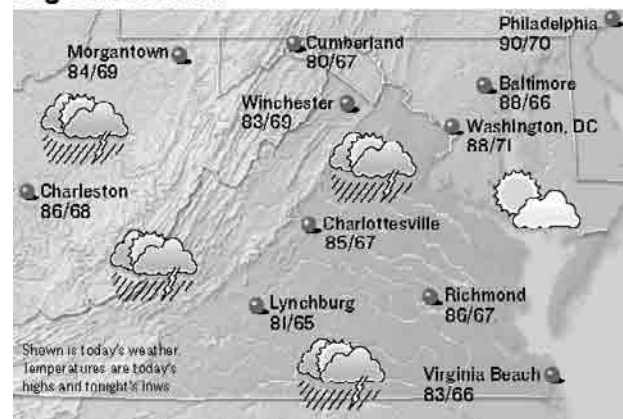 Philadelphia
90/70
Morgantown
84/69
Cumberland
80/67
Baltimore
88/66
Winchester
83/69
Washington, DC
88/71
Charleston
86/68
Charlottesville
85/67
Lynchburg
81/65
Richmond
86/67
Shown is today's weather.
Temperatures are today's
highs and tonight's lows
Virginia Beach
83/66